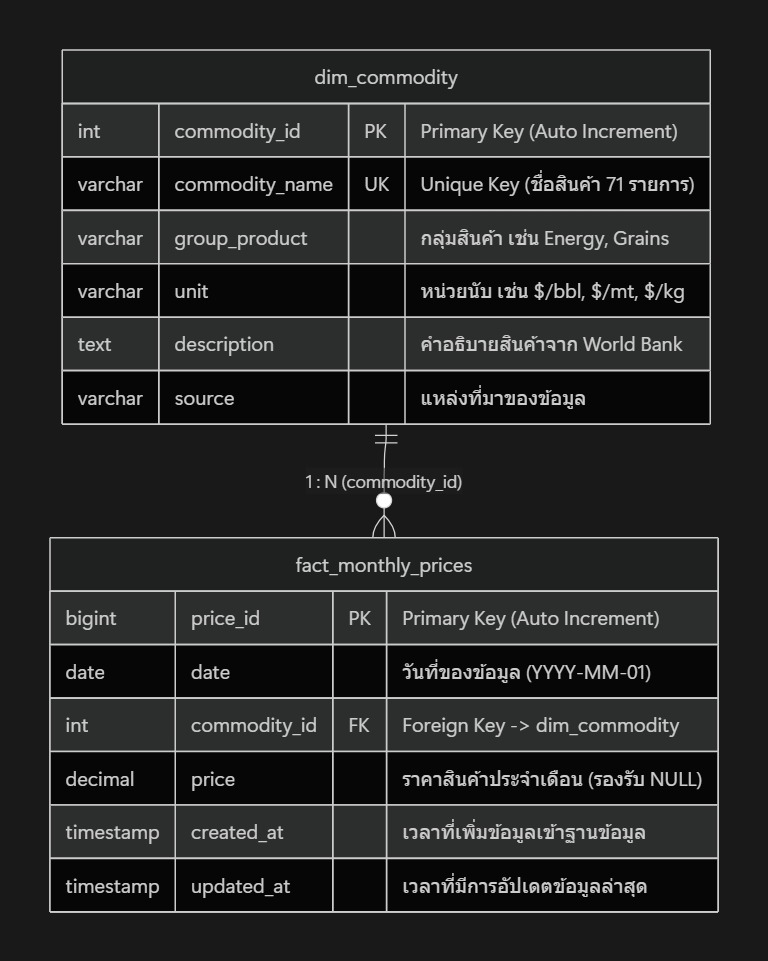 dim_commodity
int commodity_id PK Primary Key (Auto Increment)
varchar commodity_name UK Unique Key (ชื่อสินค้า 71 รายการ)
varchar group_product กลุ่มสินค้า เช่น Energy, Grains
varchar unit หน่วยนับ เช่น $/bbl, $/mt, $/kg
text description คำอธิบายสินค้าจาก World Bank
varchar source แหล่งที่มาของข้อมูล
1 : N (commodity_id)
fact_monthly_prices
bigint price_id PK Primary Key (Auto Increment)
date date วันที่ของข้อมูล (YYYY-MM-01)
int commodity_id FK Foreign Key -> dim_commodity
decimal price ราคาสินค้าประจำเดือน (รองรับ NULL)
timestamp created_at เวลาที่เพิ่มข้อมูลเข้าฐานข้อมูล
timestamp updated_at เวลาที่มีการอัปเดตข้อมูลล่าสุด